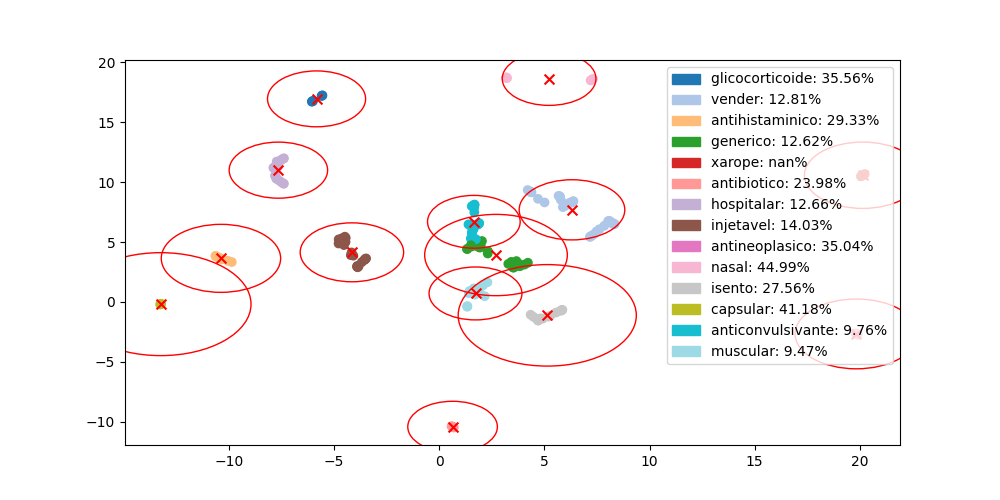 20
15
10
5
0
−5
−10
−10
−5
0
5
10
15
20
glicocorticoide: 35.56%
vender: 12.81%
antihistaminico: 29.33%
generico: 12.62%
xarope: nan%
antibiotico: 23.98%
hospitalar: 12.66%
injetavel: 14.03%
antineoplasico: 35.04%
nasal: 44.99%
isento: 27.56%
capsular: 41.18%
anticonvulsivante: 9.76%
muscular: 9.47%